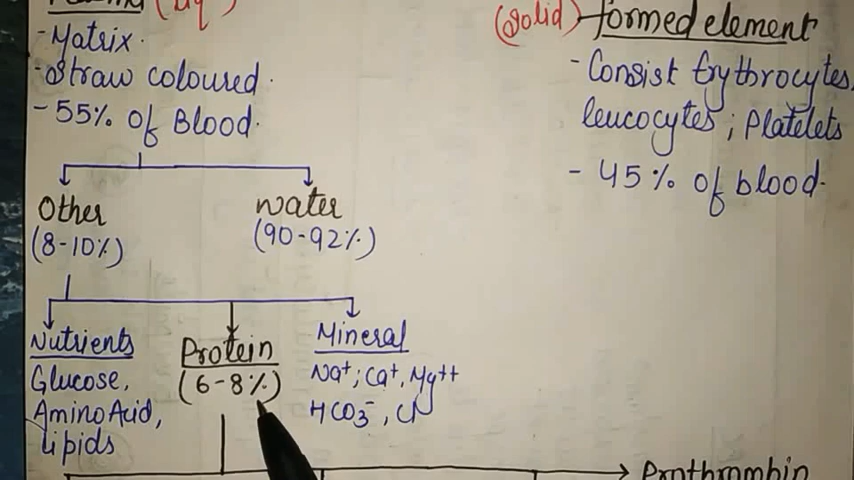 (Liq)
- Matrix.
- Straw coloured.
- 55% of Blood.
(Solid) formed element
- Consist Erythrocytes,
leucocytes; Platelets
- 45% of blood.
Other
(8-10%)
water
(90-92%)
Nutrients
Glucose,
Amino Acid,
Lipids
Protein
(6-8%)
Mineral
Na+; Ca+, Mg++
HCO3-, Cl
Prothrombin